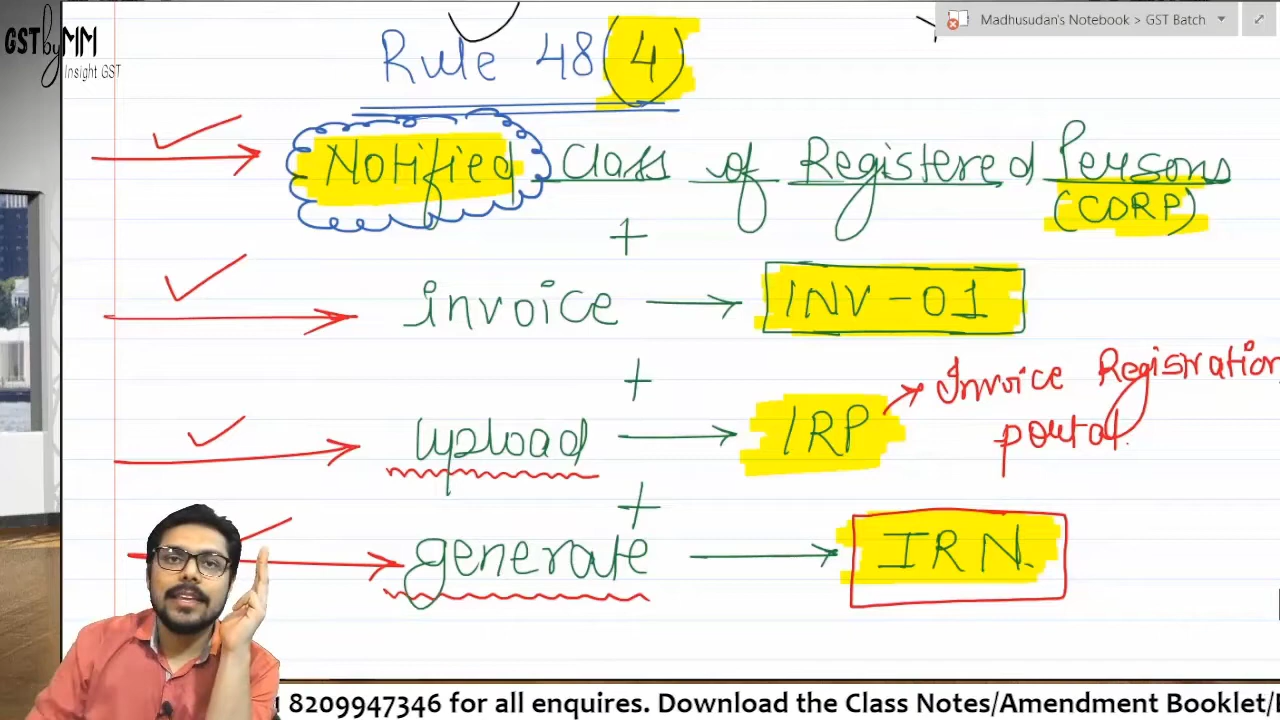 GST by MM
Insight GST
Madhusudan's Notebook > GST Batch
Rule 48(4)
Notified Class of Registered Persons
(CORP)
+
invoice → INV-01
+
upload → IRP → Invoice Registration
portal.
+
generate → IRN.
8209947346 for all enquires. Download the Class Notes/Amendment Booklet/